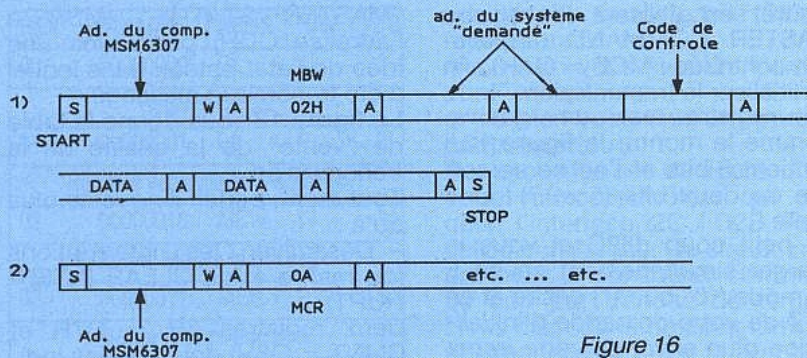 Ad. du comp.
MSM6307
ad. du système
"demandé"
Code de
controle
MBW
1)
S W A 02H A A A
START
DATA A DATA A A S
STOP
2)
S W A 0A A etc. ... etc.
MCR
Ad. du comp.
MSM6307
Figure 16